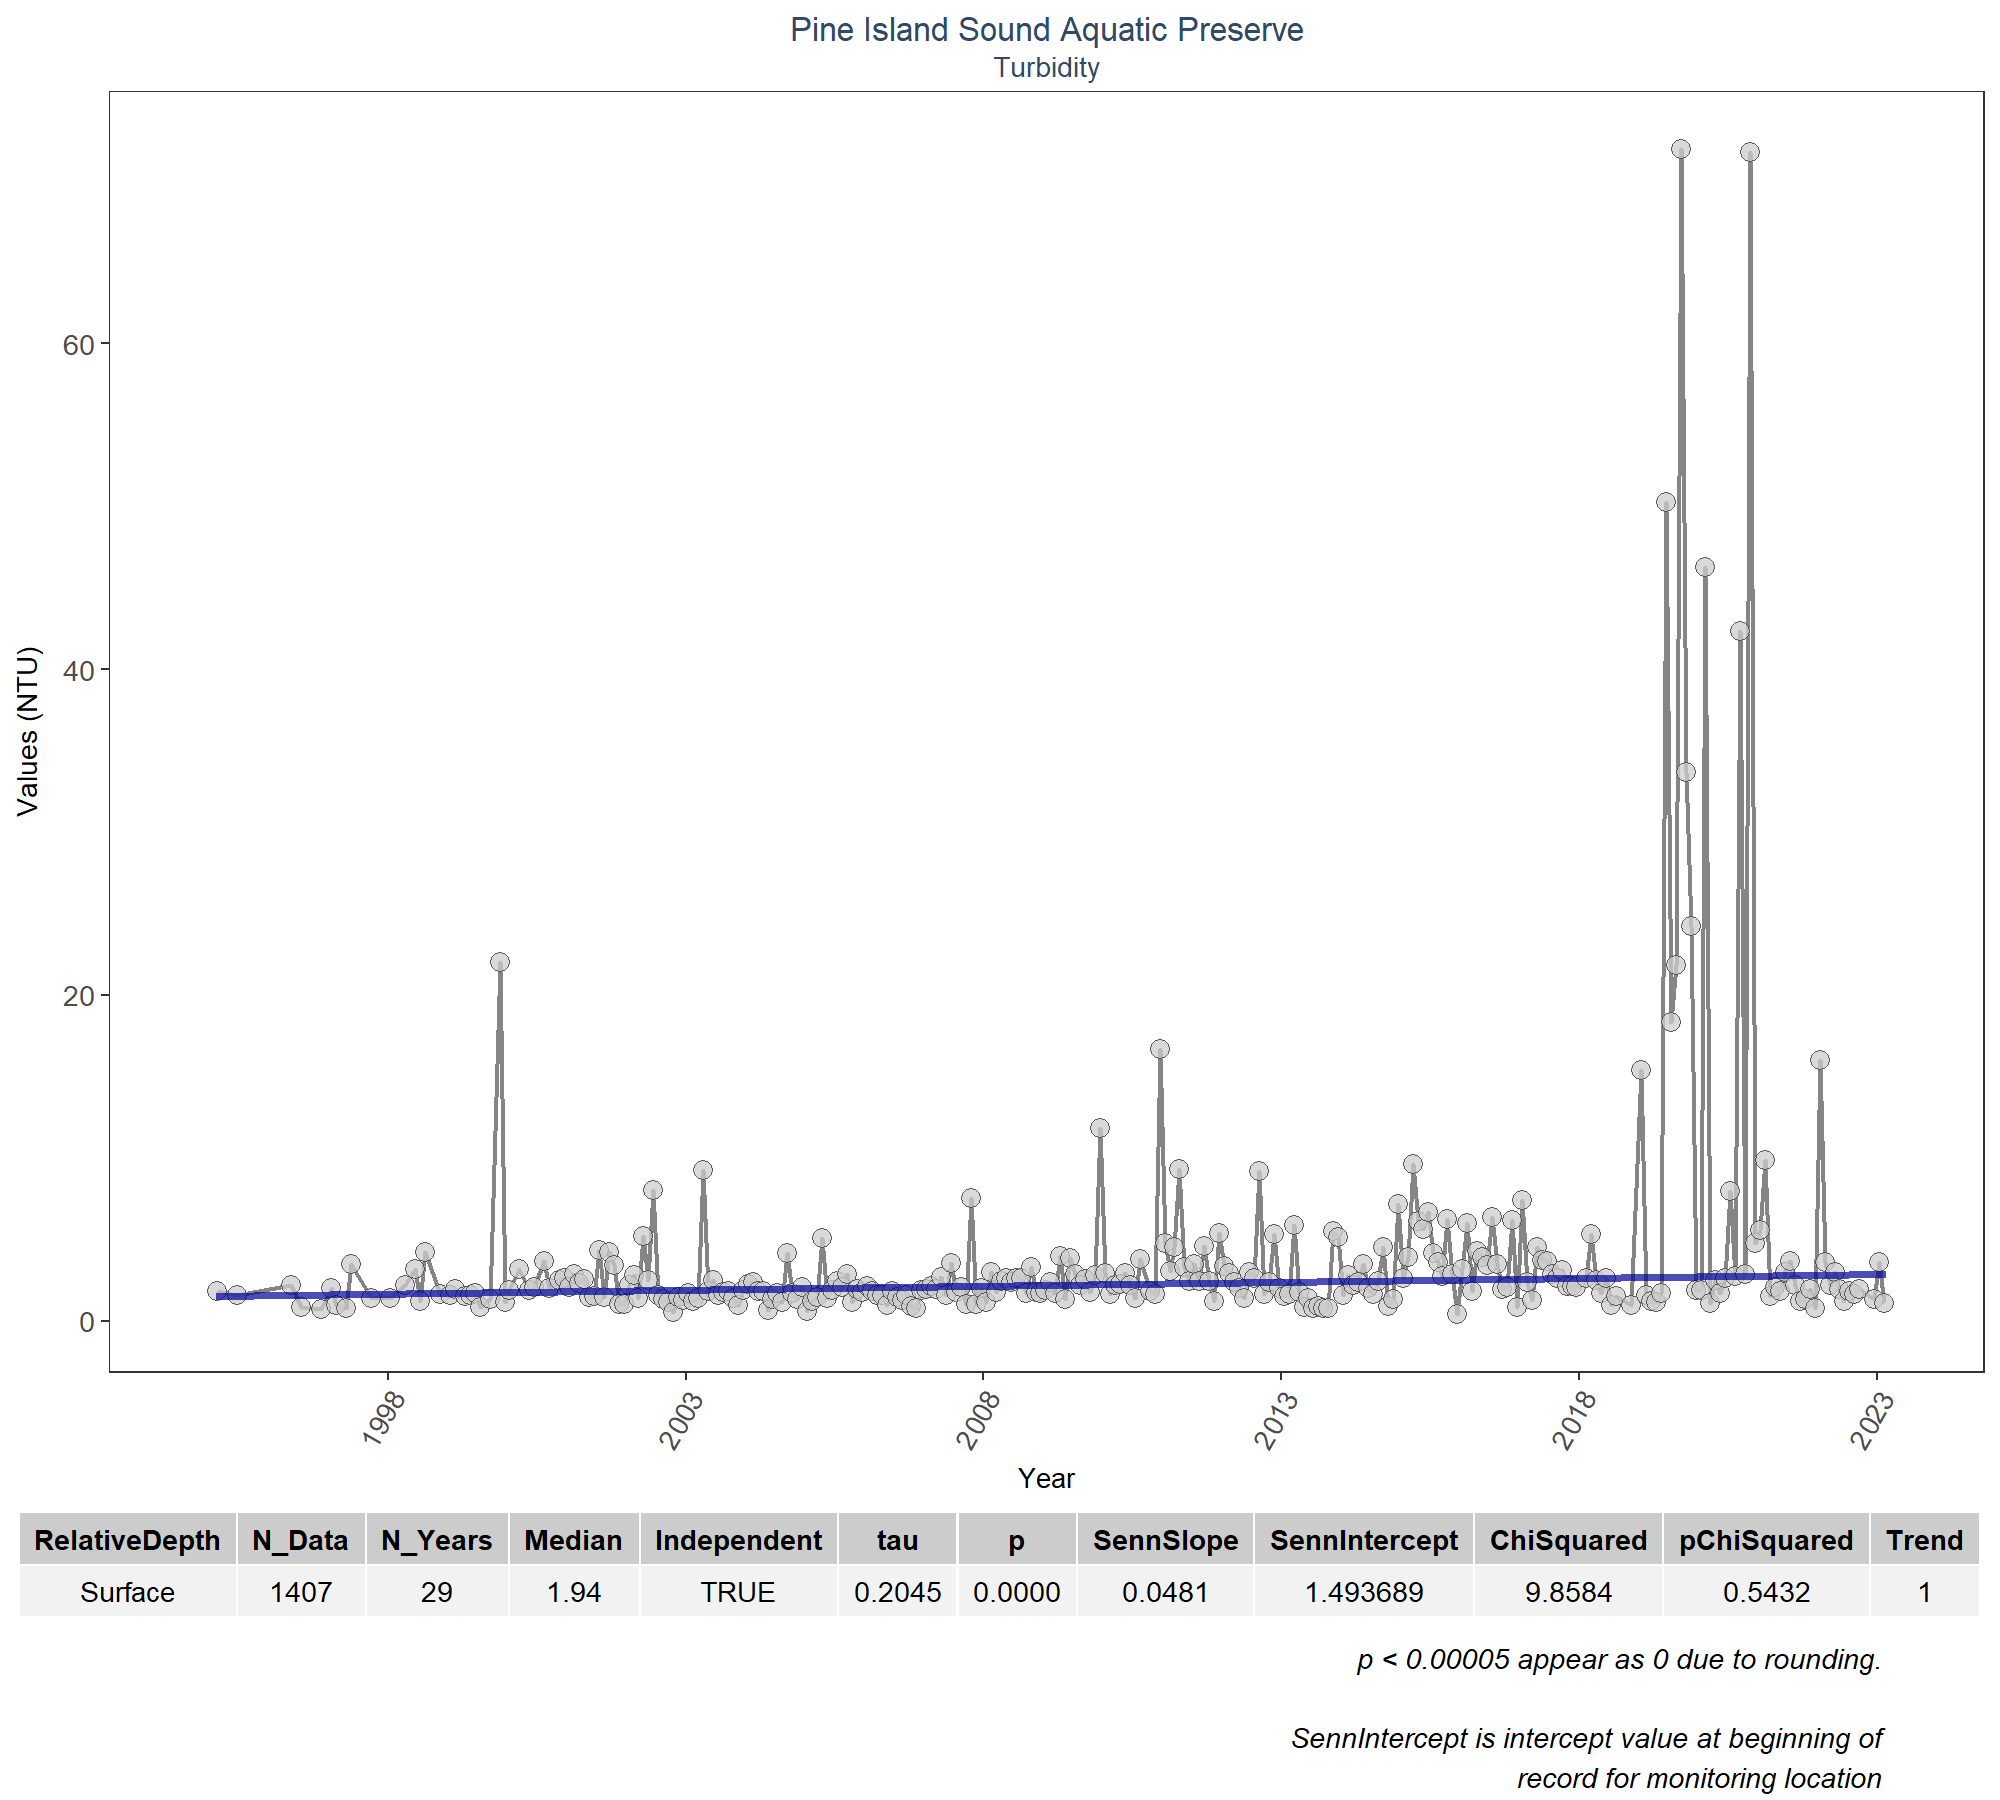 Pine Island Sound Aquatic Preserve
Turbidity
Values (NTU)
60
40
20
0
1998
2003
2008
2013
2018
2023
Year
RelativeDepth N_Data N_Years Median Independent tau p SennSlope SennIntercept ChiSquared pChiSquared Trend
Surface 1407 29 1.94 TRUE 0.2045 0.0000 0.0481 1.493689 9.8584 0.5432 1
p < 0.00005 appear as 0 due to rounding.
SennIntercept is intercept value at beginning of
record for monitoring location